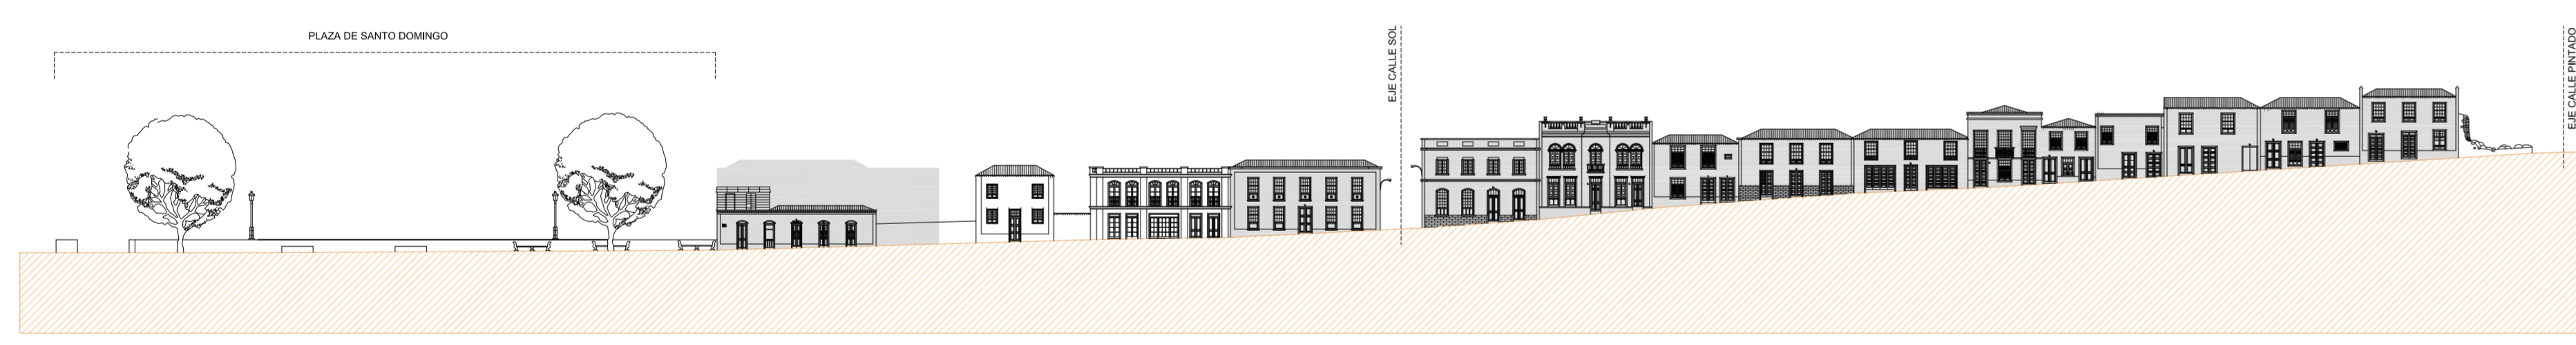 PLAZA DE SANTO DOMINGO
EJE CALLE SOL
EJE CALLE PINTADO